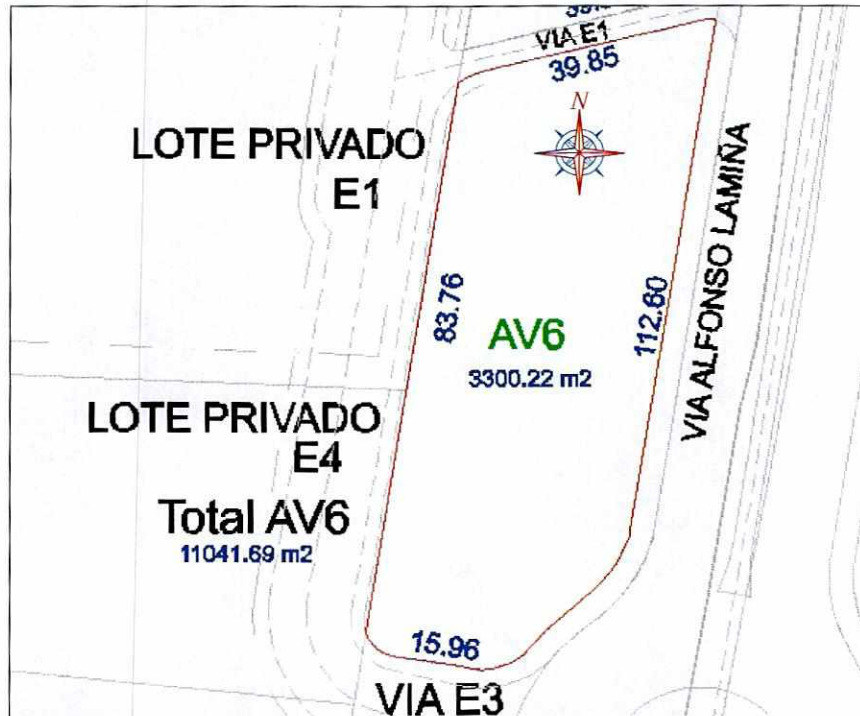 VIA E1
39.85
N
LOTE PRIVADO
E1
VIA ALFONSO LAMIÑA
83.76
112.60
AV6
3300.22 m2
LOTE PRIVADO
E4
Total AV6
11041.69 m2
15.96
VIA E3